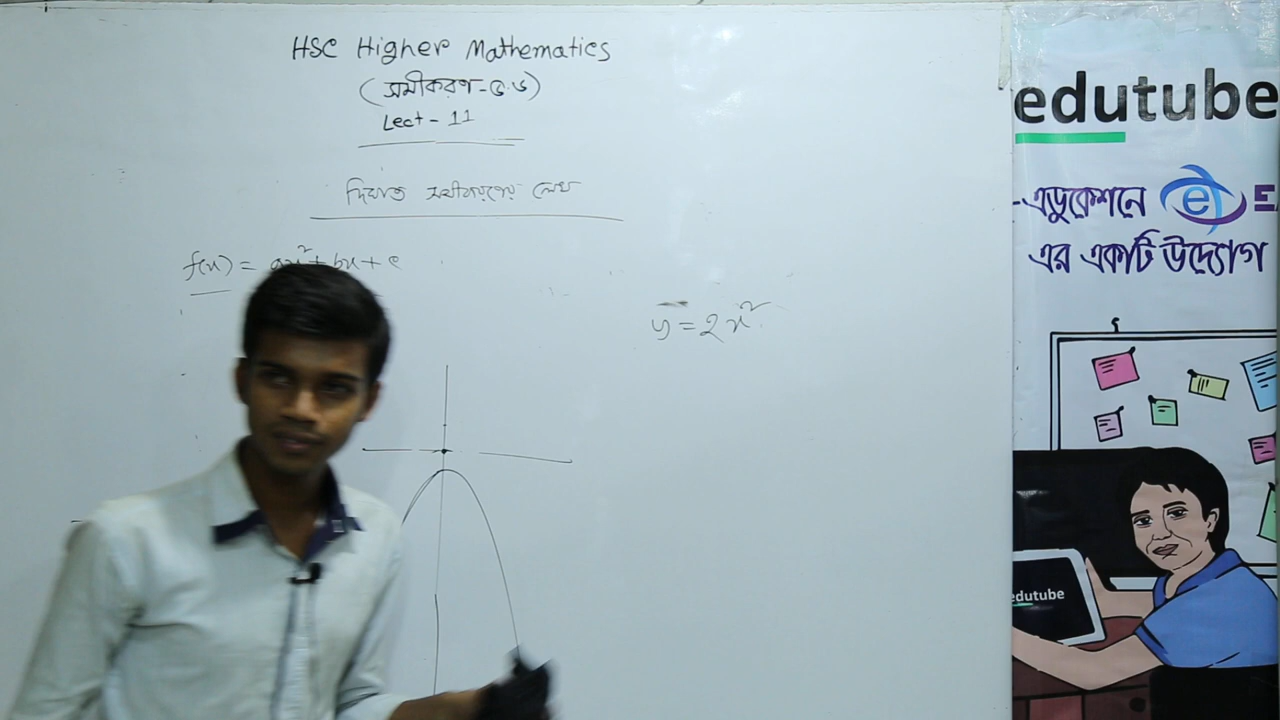 HSC Higher Mathematics
(সমীকরণ-৫.৬)
Lect - 11
দ্বিঘাত সমীকরণের লেখ
f(x) = ax² + bx + c
y = 2x²
edutube
-এডুকেশনে
এর একটি উদ্যোগ
edutube